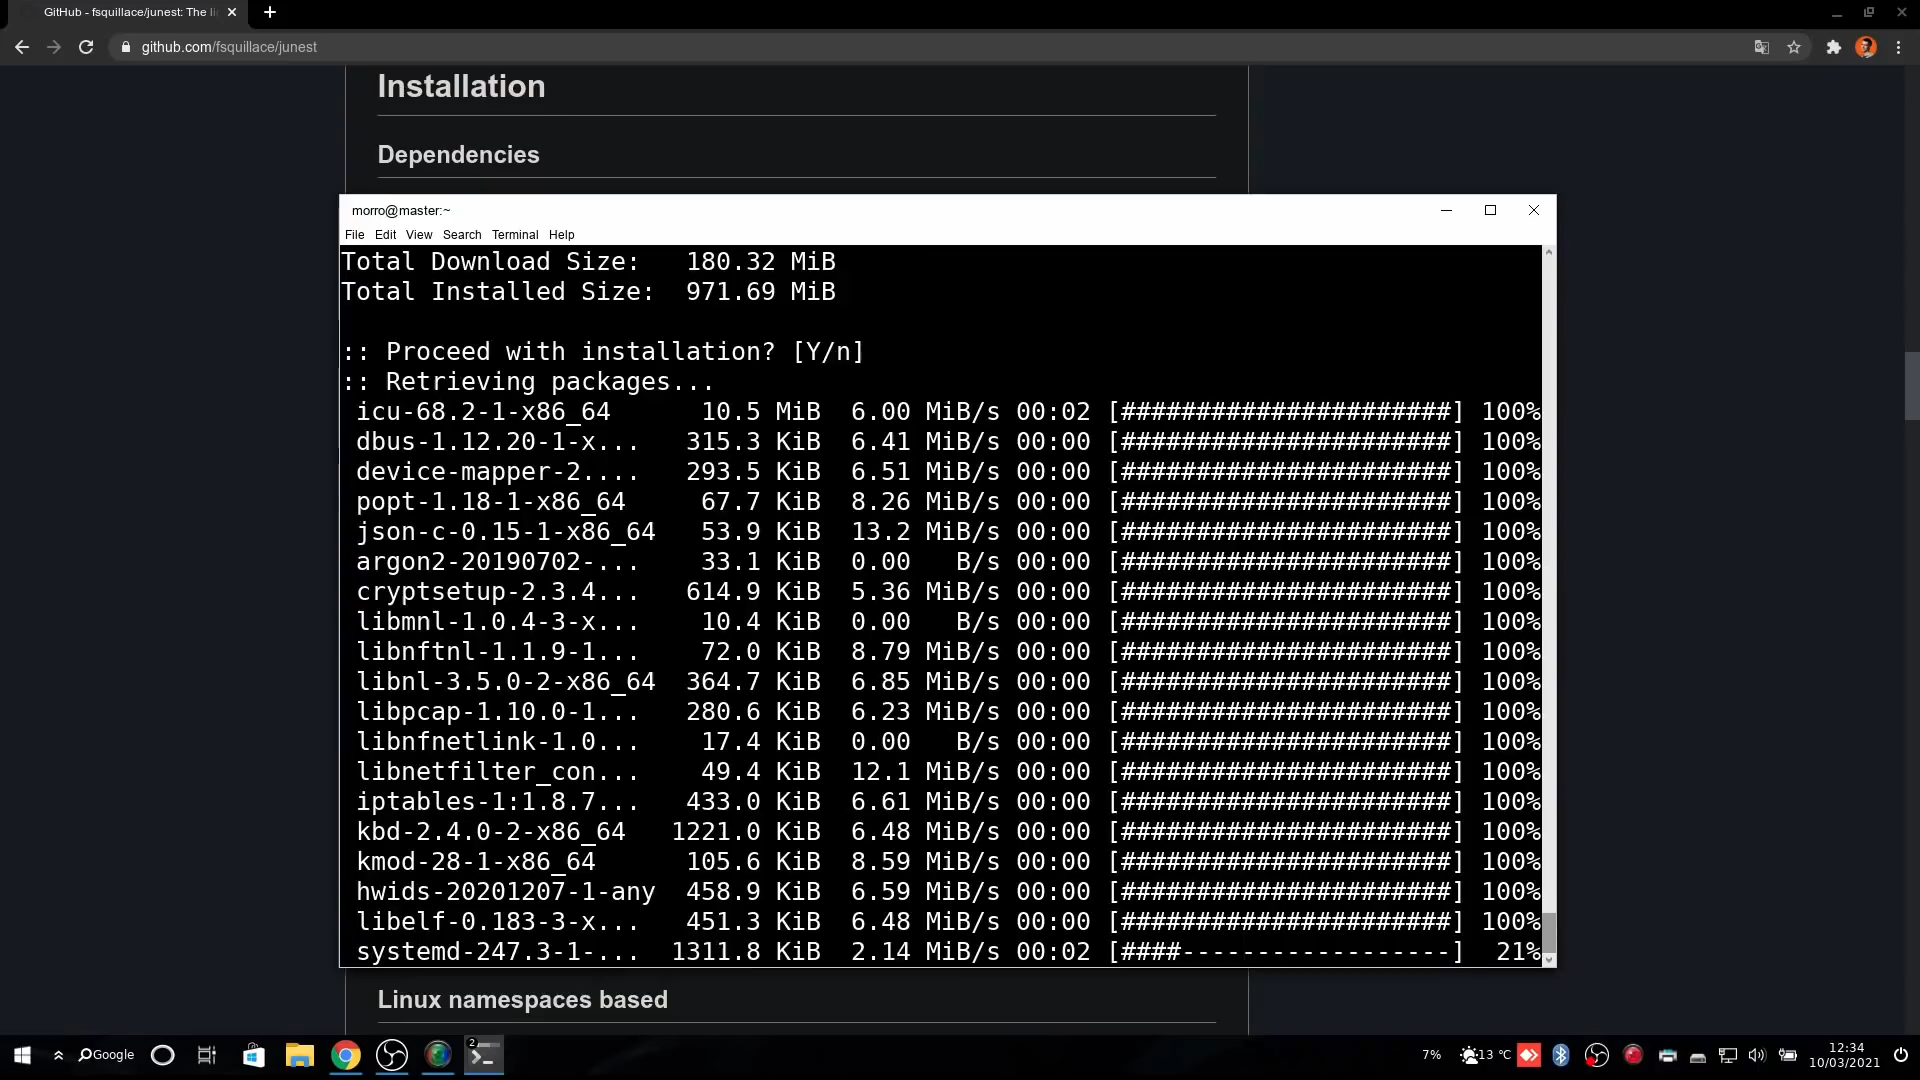 GitHub - fsquillace/junest: The li
github.com/fsquillace/junest
Installation
Dependencies
morro@master:~
File Edit View Search Terminal Help
Total Download Size:   180.32 MiB
Total Installed Size:  971.69 MiB
:: Proceed with installation? [Y/n]
:: Retrieving packages...
icu-68.2-1-x86_64      10.5 MiB  6.00 MiB/s 00:02 [######################] 100%
dbus-1.12.20-1-x...   315.3 KiB  6.41 MiB/s 00:00 [######################] 100%
device-mapper-2....   293.5 KiB  6.51 MiB/s 00:00 [######################] 100%
popt-1.18-1-x86_64     67.7 KiB  8.26 MiB/s 00:00 [######################] 100%
json-c-0.15-1-x86_64   53.9 KiB  13.2 MiB/s 00:00 [######################] 100%
argon2-20190702-...    33.1 KiB  0.00   B/s 00:00 [######################] 100%
cryptsetup-2.3.4...   614.9 KiB  5.36 MiB/s 00:00 [######################] 100%
libmnl-1.0.4-3-x...    10.4 KiB  0.00   B/s 00:00 [######################] 100%
libnftnl-1.1.9-1...    72.0 KiB  8.79 MiB/s 00:00 [######################] 100%
libnl-3.5.0-2-x86_64  364.7 KiB  6.85 MiB/s 00:00 [######################] 100%
libpcap-1.10.0-1...   280.6 KiB  6.23 MiB/s 00:00 [######################] 100%
libnfnetlink-1.0...    17.4 KiB  0.00   B/s 00:00 [######################] 100%
libnetfilter_con...    49.4 KiB  12.1 MiB/s 00:00 [######################] 100%
iptables-1:1.8.7...   433.0 KiB  6.61 MiB/s 00:00 [######################] 100%
kbd-2.4.0-2-x86_64   1221.0 KiB  6.48 MiB/s 00:00 [######################] 100%
kmod-28-1-x86_64      105.6 KiB  8.59 MiB/s 00:00 [######################] 100%
hwids-20201207-1-any  458.9 KiB  6.59 MiB/s 00:00 [######################] 100%
libelf-0.183-3-x...   451.3 KiB  6.48 MiB/s 00:00 [######################] 100%
systemd-247.3-1-...  1311.8 KiB  2.14 MiB/s 00:02 [####------------------]  21%
Linux namespaces based
Google
2
7%
13 °C
12:34
10/03/2021